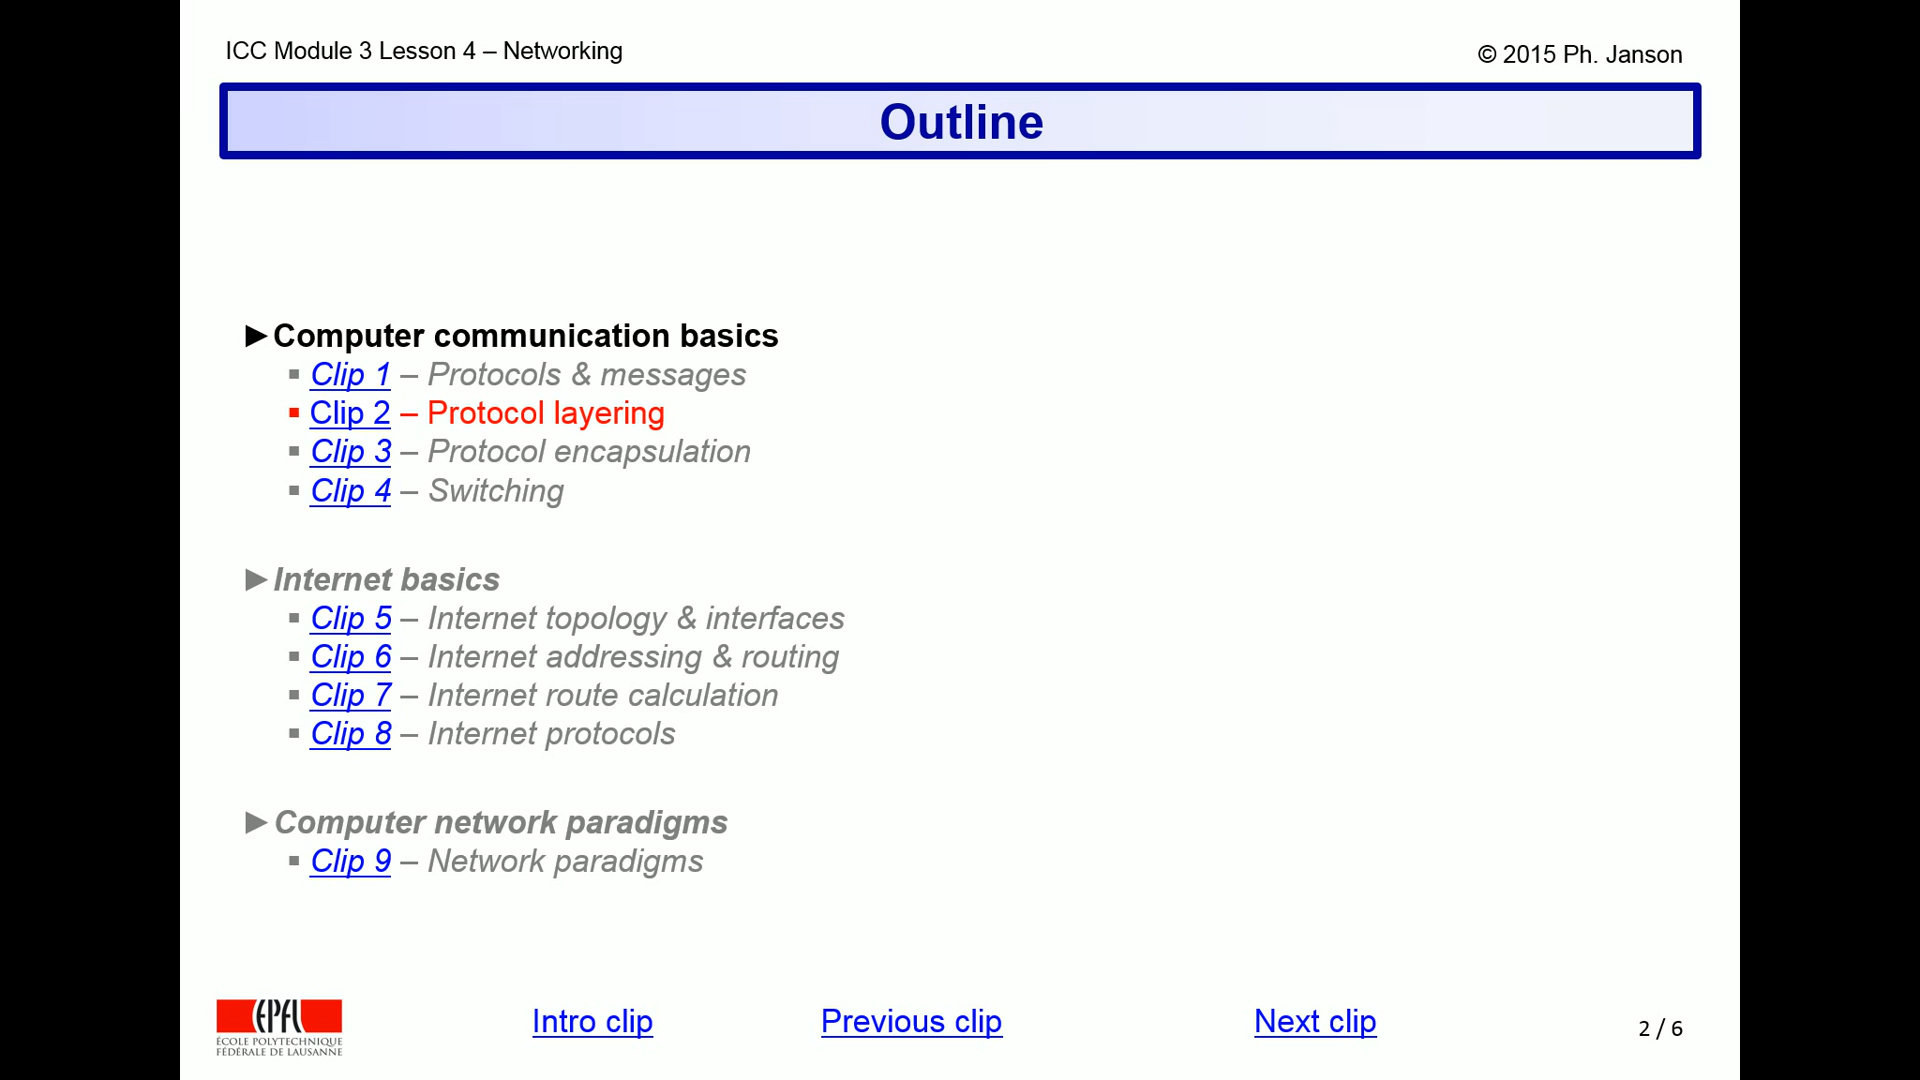 ICC Module 3 Lesson 4 – Networking
© 2015 Ph. Janson
Outline
►Computer communication basics
▪ Clip 1 – Protocols & messages
▪ Clip 2 – Protocol layering
▪ Clip 3 – Protocol encapsulation
▪ Clip 4 – Switching
►Internet basics
▪ Clip 5 – Internet topology & interfaces
▪ Clip 6 – Internet addressing & routing
▪ Clip 7 – Internet route calculation
▪ Clip 8 – Internet protocols
►Computer network paradigms
▪ Clip 9 – Network paradigms
EPFL
ÉCOLE POLYTECHNIQUE
FÉDÉRALE DE LAUSANNE
Intro clip
Previous clip
Next clip
2 / 6